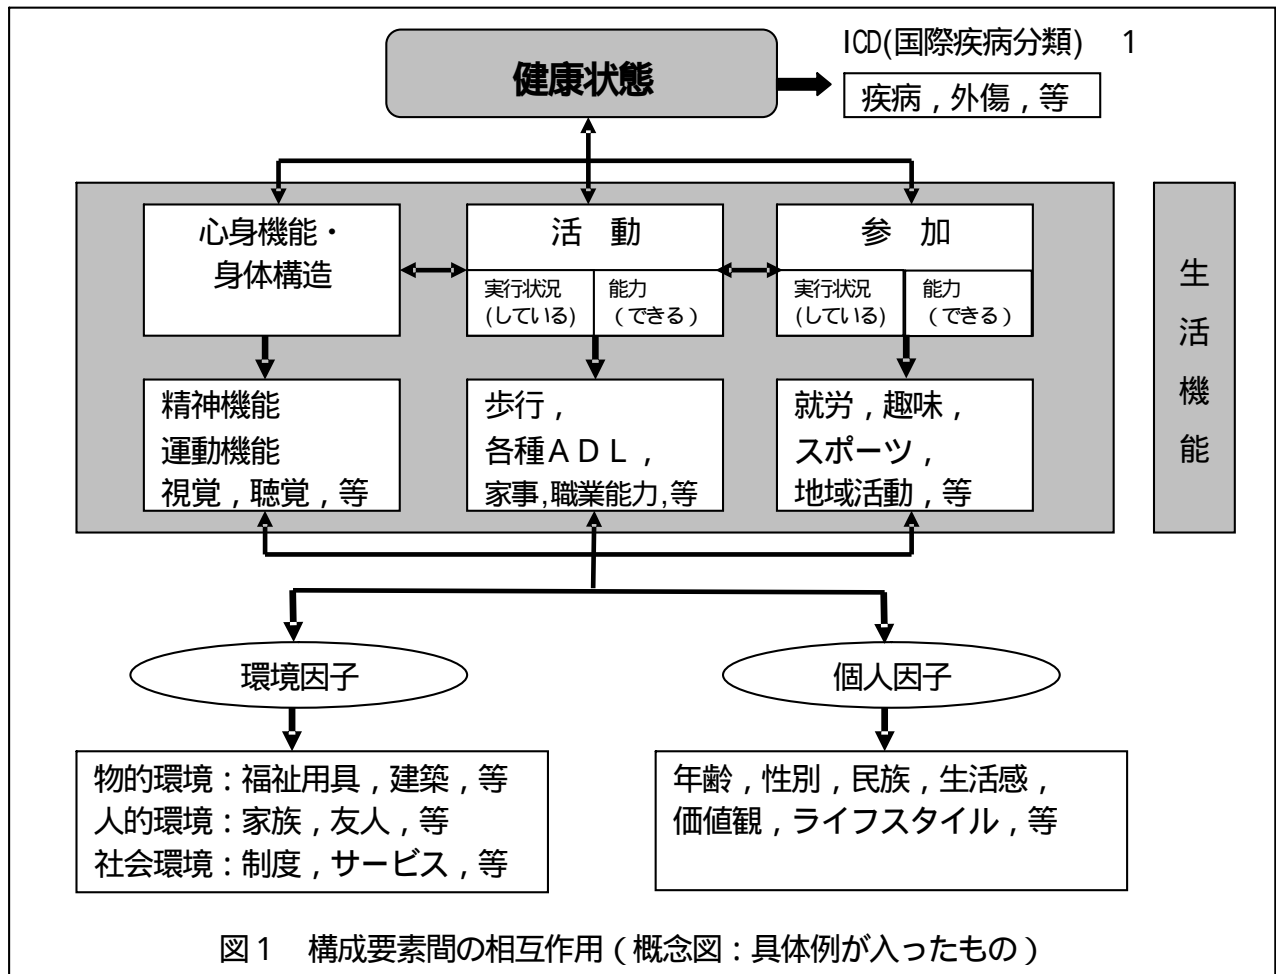 ICD(国際疾病分類)　1
健康状態
疾病，外傷，等
心身機能・
身体構造
活　動
実行状況
(している)
能力
（できる）
参　加
実行状況
(している)
能力
（できる）
生
活
機
能
精神機能
運動機能
視覚，聴覚，等
歩行，
各種ＡＤＬ，
家事,職業能力,等
就労，趣味，
スポーツ，
地域活動，等
環境因子
個人因子
物的環境：福祉用具，建築，等
人的環境：家族，友人，等
社会環境：制度，サービス，等
年齢，性別，民族，生活感，
価値観，ライフスタイル，等
図１　構成要素間の相互作用（概念図：具体例が入ったもの）